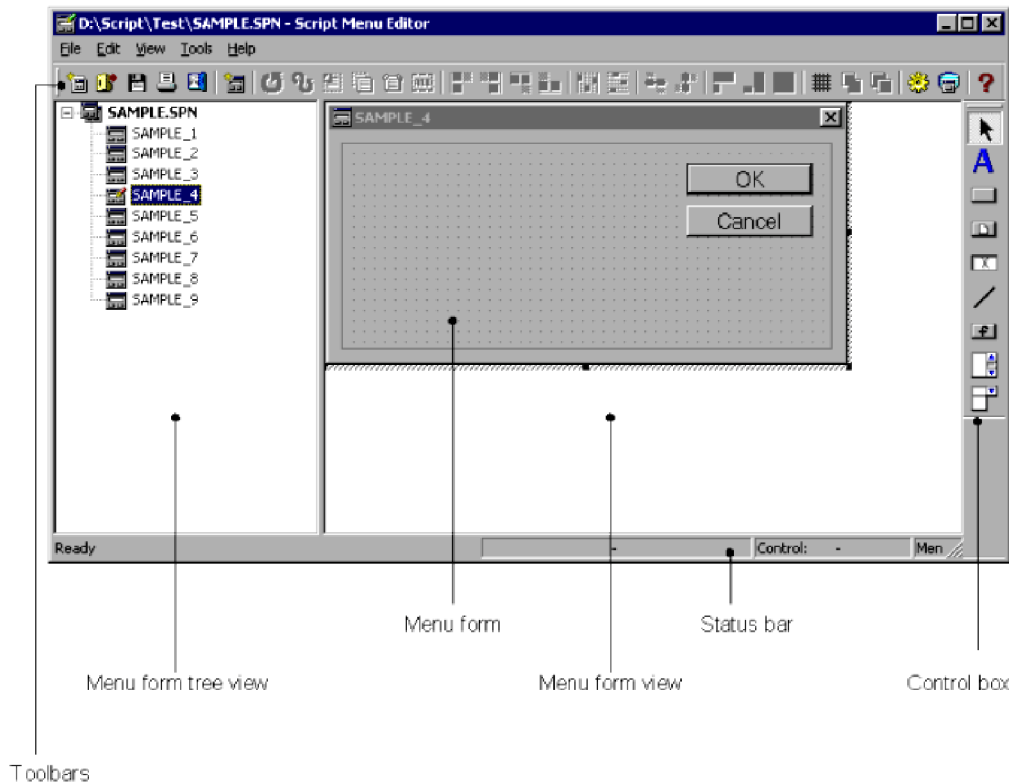 D:\Script\Test\SAMPLE.SPN - Script Menu Editor
File Edit View Tools Help
SAMPLE.SPN
SAMPLE_1
SAMPLE_2
SAMPLE_3
SAMPLE_4
SAMPLE_5
SAMPLE_6
SAMPLE_7
SAMPLE_8
SAMPLE_9
SAMPLE_4
OK
Cancel
A
Ready - Control: - Men
Menu form
Status bar
Menu form tree view
Menu form view
Control box
Toolbars